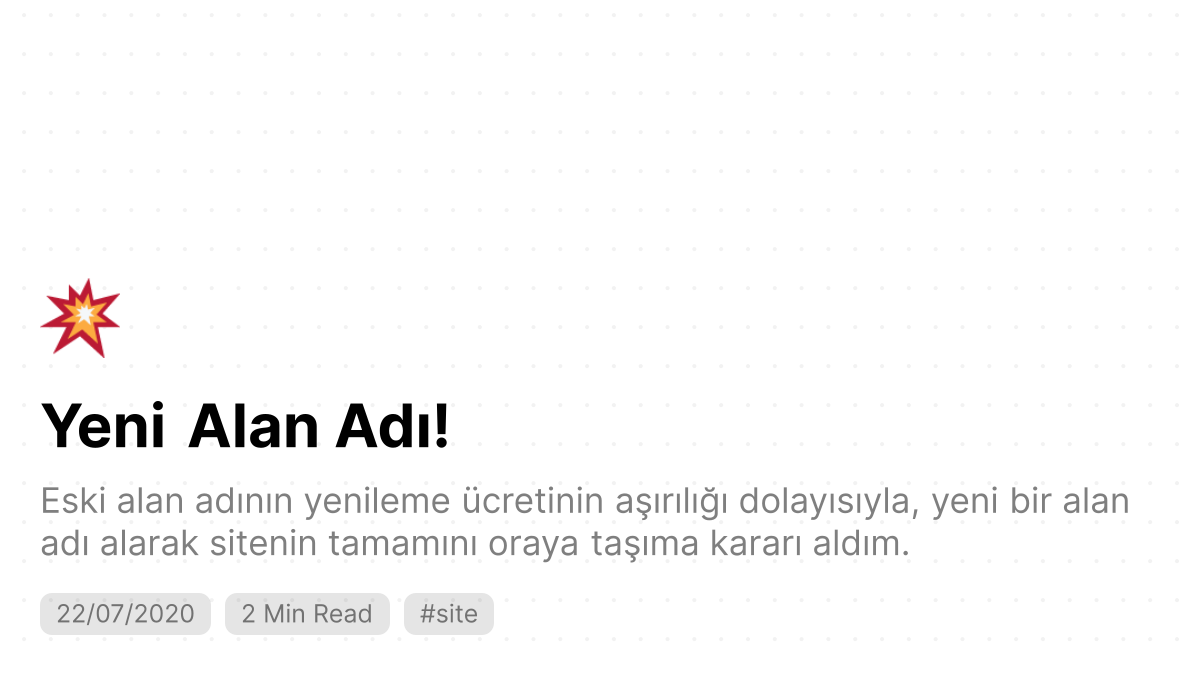 Yeni Alan Adı!
Eski alan adının yenileme ücretinin aşırılığı dolayısıyla, yeni bir alan
adı alarak sitenin tamamını oraya taşıma kararı aldım.
22/07/2020 2 Min Read #site